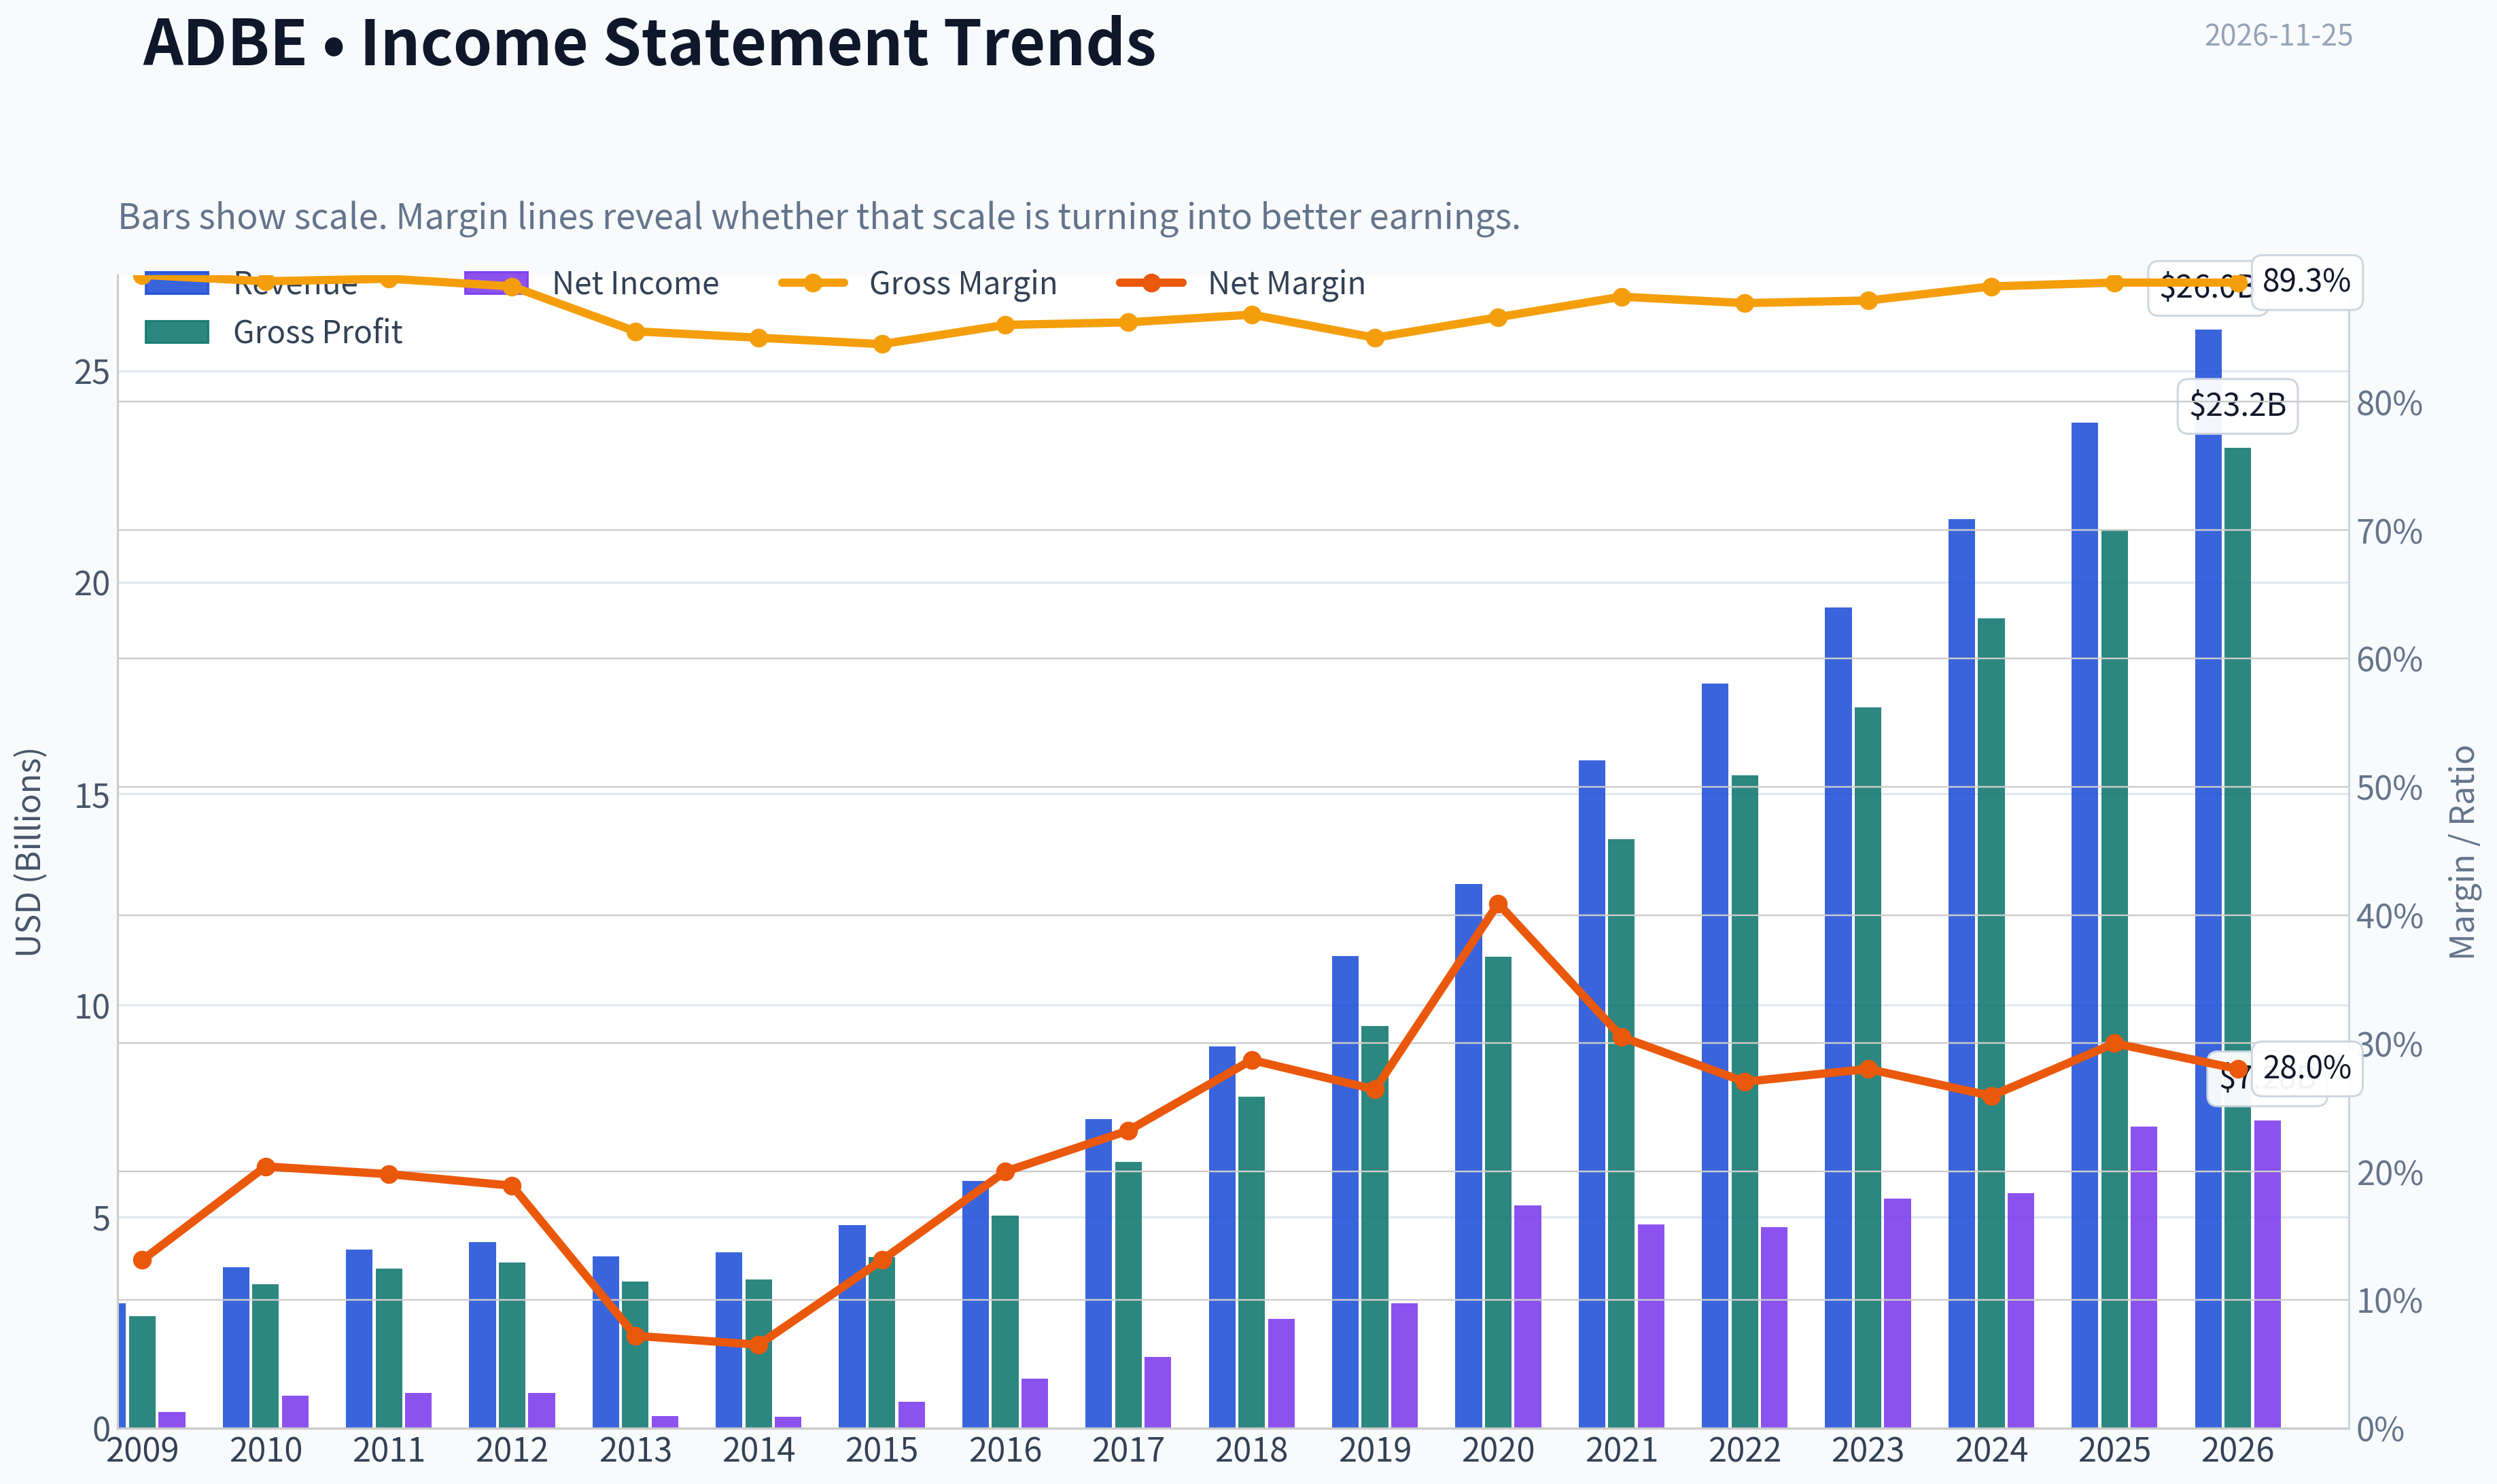 ADBE • Income Statement Trends
2026-11-25
Bars show scale. Margin lines reveal whether that scale is turning into better earnings.
Revenue
Net Income
Gross Margin
Net Margin
Gross Profit
$26.0B
89.3%
$23.2B
28.0%
25
20
15
10
5
0
80%
70%
60%
50%
40%
30%
20%
10%
0%
USD (Billions)
Margin / Ratio
2009 2010 2011 2012 2013 2014 2015 2016 2017 2018 2019 2020 2021 2022 2023 2024 2025 2026